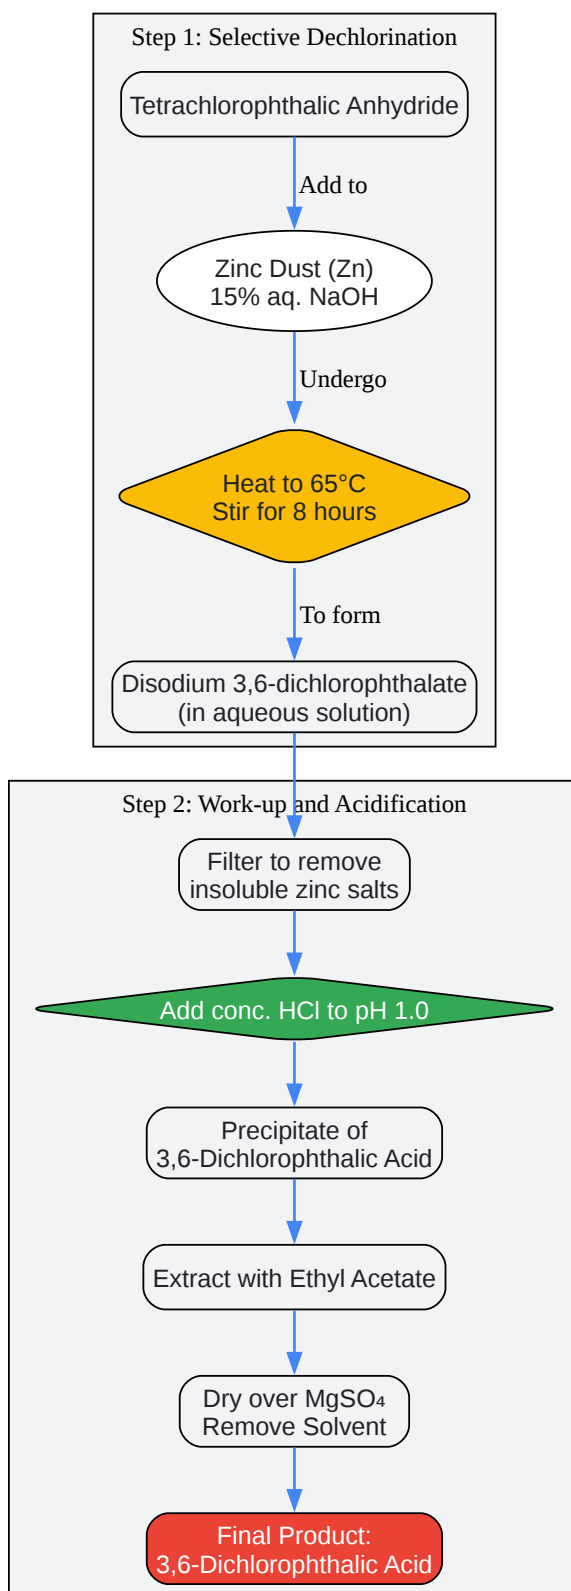 Step 1: Selective Dechlorination
Tetrachlorophthalic Anhydride
Add to
Zinc Dust (Zn)
15% aq. NaOH
Undergo
Heat to 65°C
Stir for 8 hours
To form
Disodium 3,6-dichlorophthalate
(in aqueous solution)
Step 2: Work-up and Acidification
Filter to remove
insoluble zinc salts
Add conc. HCl to pH 1.0
Precipitate of
3,6-Dichlorophthalic Acid
Extract with Ethyl Acetate
Dry over MgSO₄
Remove Solvent
Final Product:
3,6-Dichlorophthalic Acid